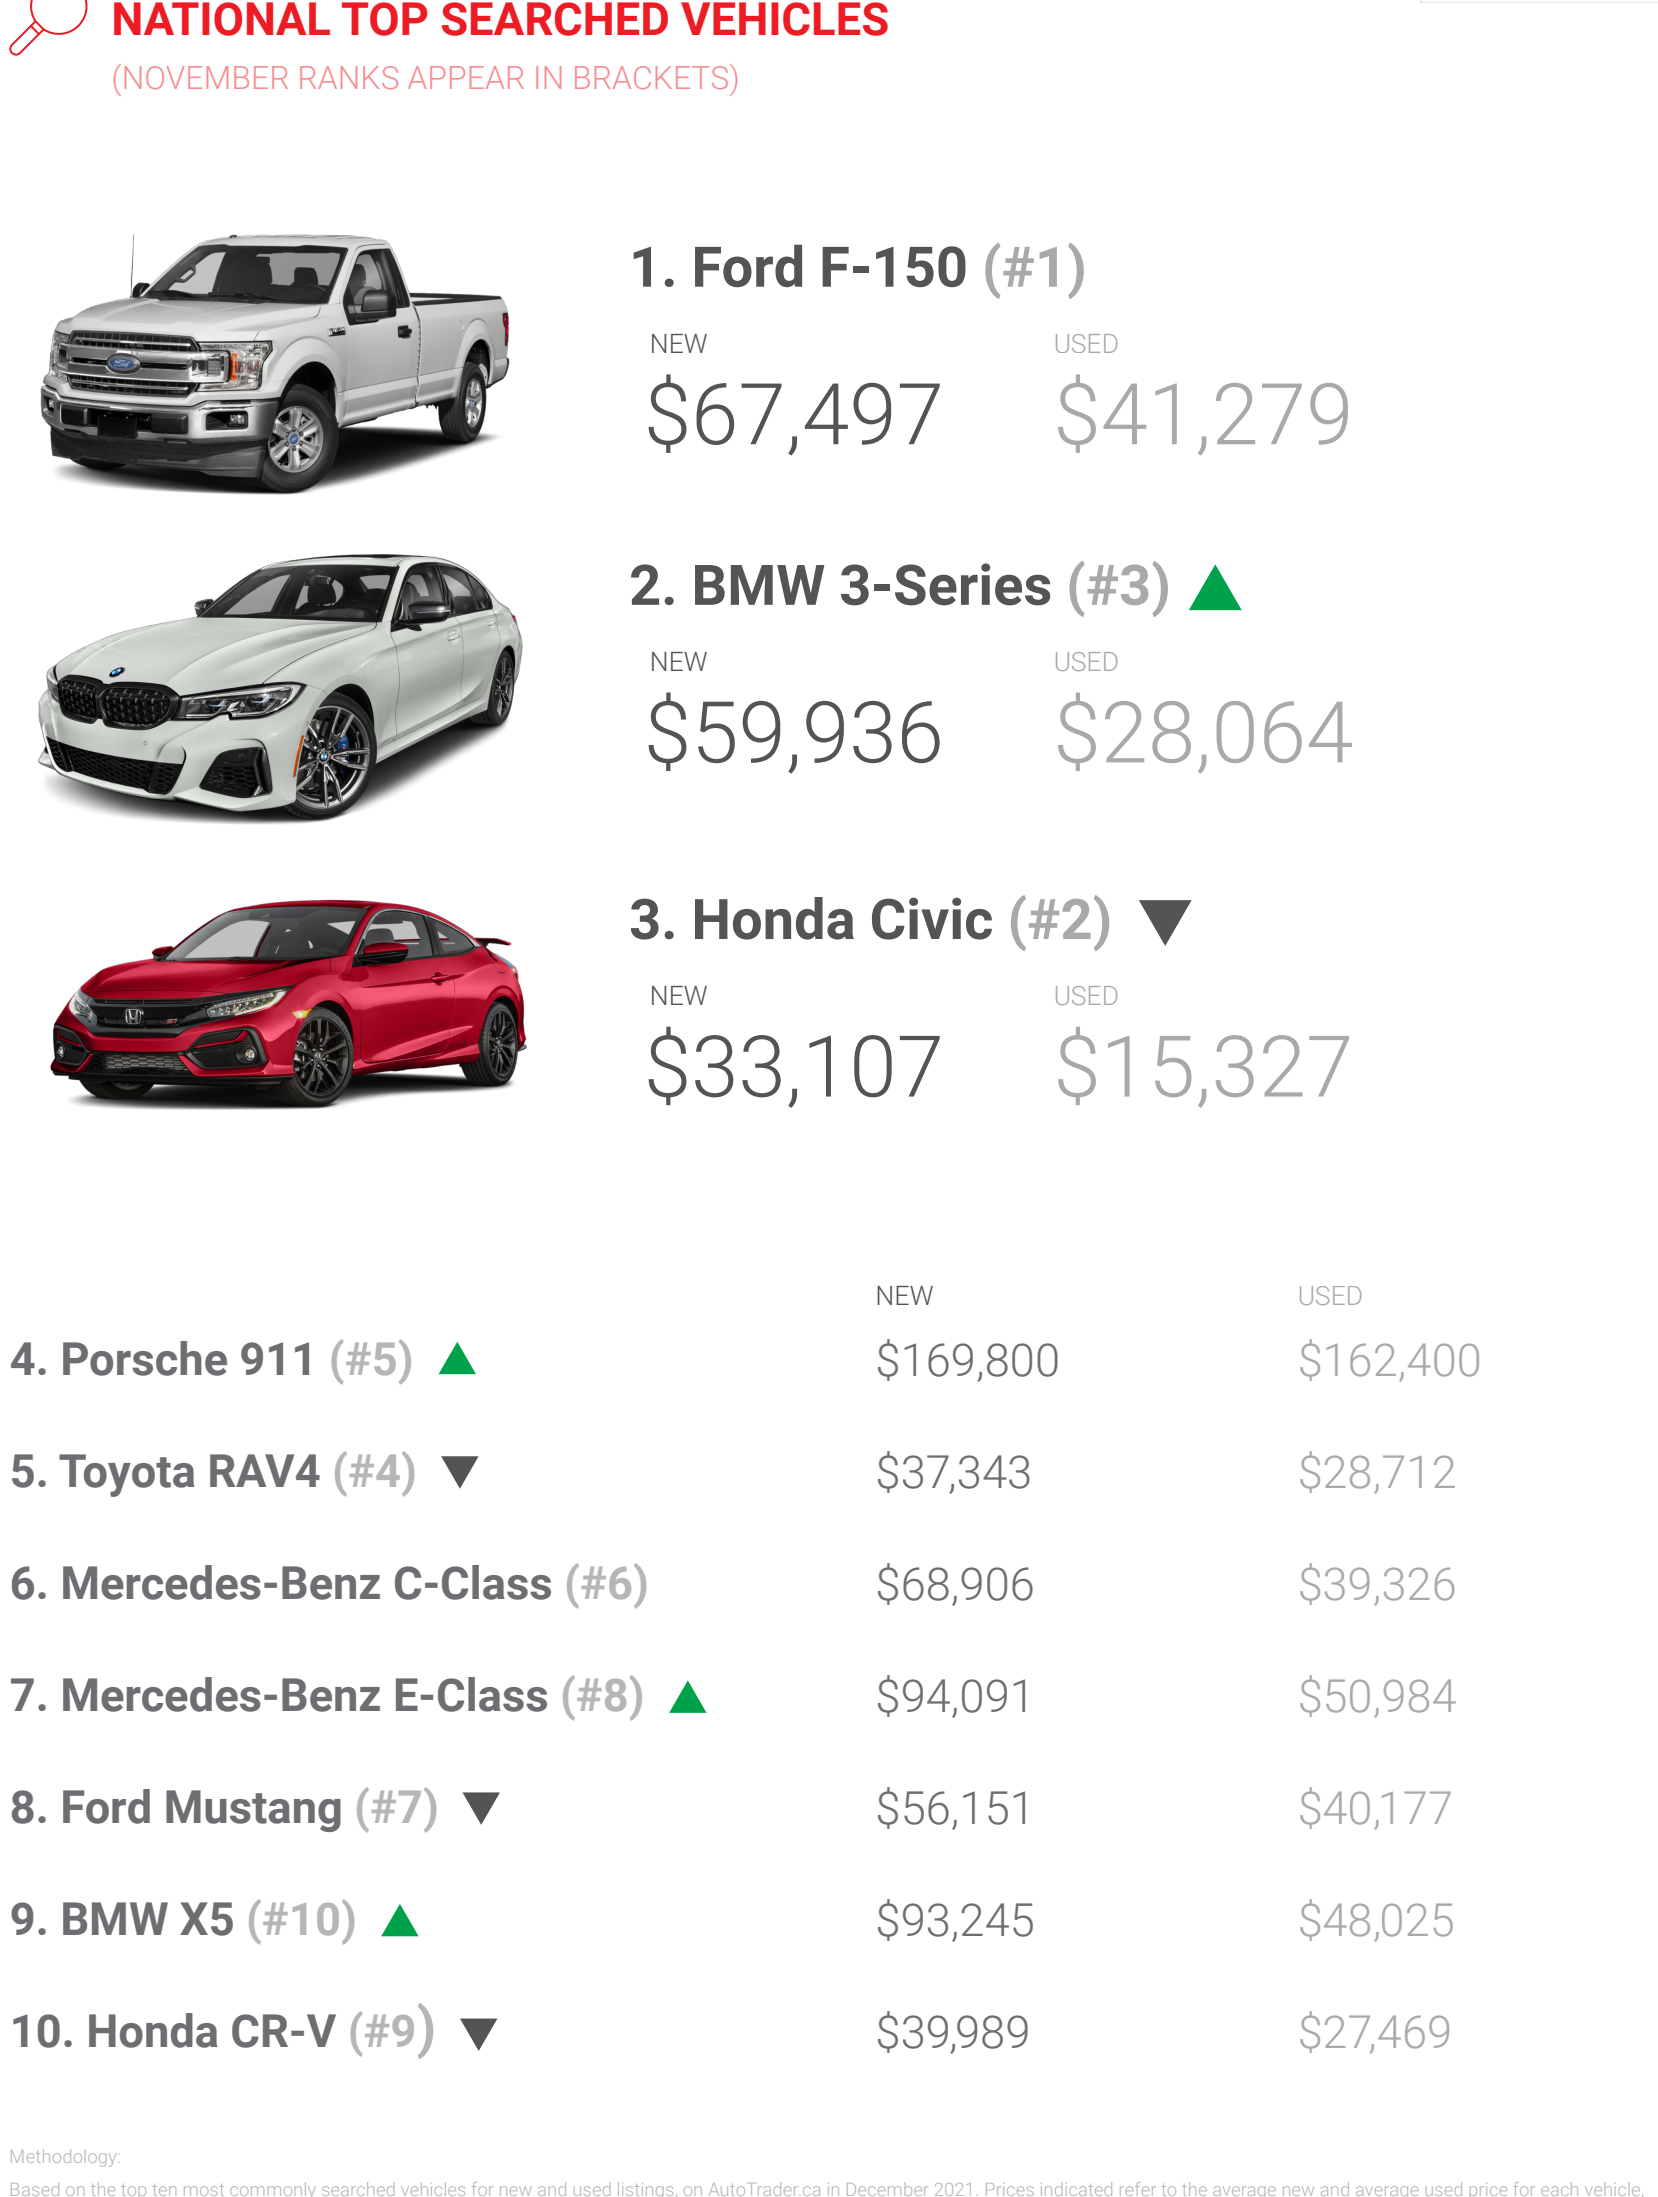 NATIONAL TOP SEARCHED VEHICLES
(NOVEMBER RANKS APPEAR IN BRACKETS)
1. Ford F-150 (#1)
NEW USED
$67,497 $41,279
2. BMW 3-Series (#3)
NEW USED
$59,936 $28,064
3. Honda Civic (#2)
NEW USED
$33,107 $15,327
NEW USED
4. Porsche 911 (#5) $169,800 $162,400
5. Toyota RAV4 (#4) $37,343 $28,712
6. Mercedes-Benz C-Class (#6) $68,906 $39,326
7. Mercedes-Benz E-Class (#8) $94,091 $50,984
8. Ford Mustang (#7) $56,151 $40,177
9. BMW X5 (#10) $93,245 $48,025
10. Honda CR-V (#9) $39,989 $27,469
Methodology:
Based on the top ten most commonly searched vehicles for new and used listings, on AutoTrader.ca in December 2021. Prices indicated refer to the average new and average used price for each vehicle,